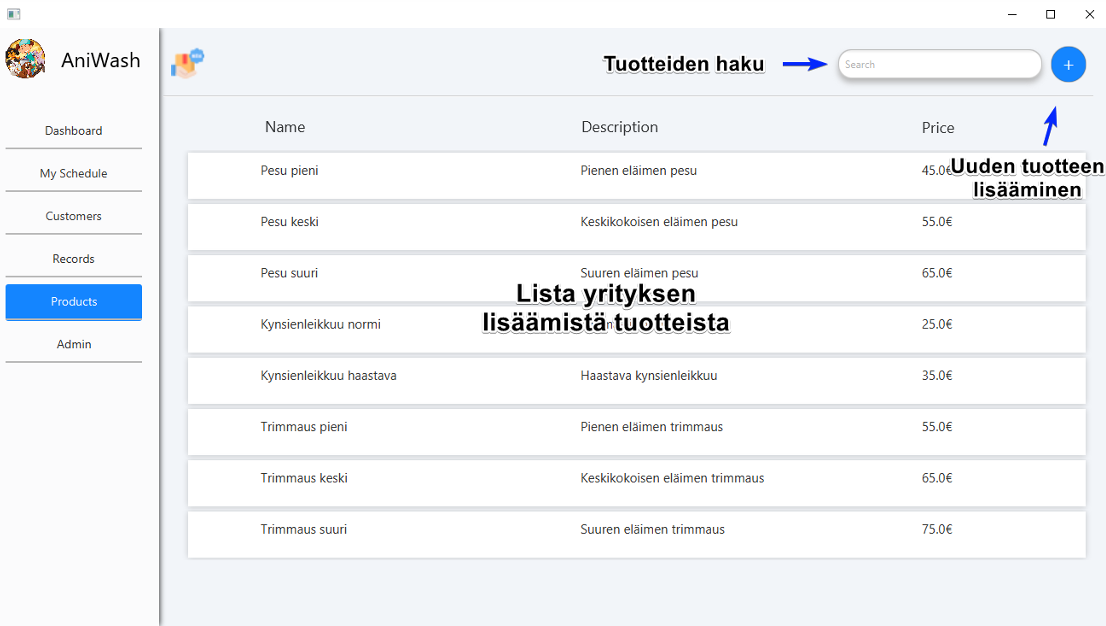 AniWash
Tuotteiden haku
Search
+
Dashboard
My Schedule
Customers
Records
Products
Admin
Name Description Price
Uuden tuotteen
lisääminen
Pesu pieni Pienen eläimen pesu 45.0€
Pesu keski Keskikokoisen eläimen pesu 55.0€
Pesu suuri Suuren eläimen pesu 65.0€
Lista yrityksen
lisäämistä tuotteista
Kynsienleikkuu normi 25.0€
Kynsienleikkuu haastava Haastava kynsienleikkuu 35.0€
Trimmaus pieni Pienen eläimen trimmaus 55.0€
Trimmaus keski Keskikokoisen eläimen trimmaus 65.0€
Trimmaus suuri Suuren eläimen trimmaus 75.0€